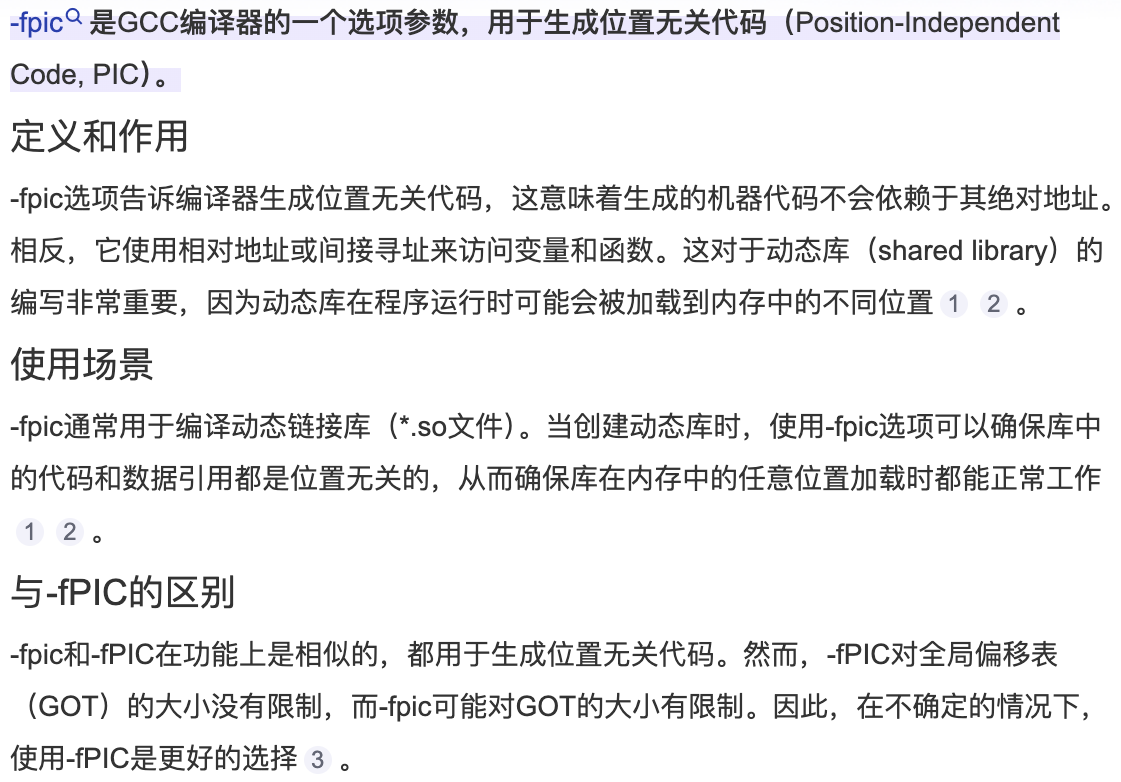 -fpic 是GCC编译器的一个选项参数，用于生成位置无关代码（Position-Independent
Code, PIC）。
定义和作用
-fpic选项告诉编译器生成位置无关代码，这意味着生成的机器代码不会依赖于其绝对地址。
相反，它使用相对地址或间接寻址来访问变量和函数。这对于动态库（shared library）的
编写非常重要，因为动态库在程序运行时可能会被加载到内存中的不同位置 1 2 。
使用场景
-fpic通常用于编译动态链接库（*.so文件）。当创建动态库时，使用-fpic选项可以确保库中
的代码和数据引用都是位置无关的，从而确保库在内存中的任意位置加载时都能正常工作
1 2 。
与-fPIC的区别
-fpic和-fPIC在功能上是相似的，都用于生成位置无关代码。然而，-fPIC对全局偏移表
（GOT）的大小没有限制，而-fpic可能对GOT的大小有限制。因此，在不确定的情况下，
使用-fPIC是更好的选择 3 。